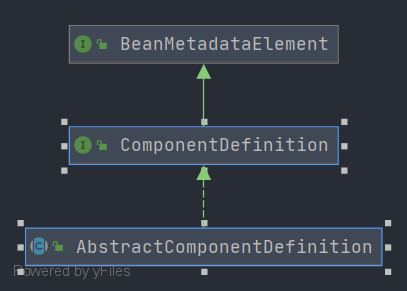 I BeanMetadataElement
I ComponentDefinition
C AbstractComponentDefinition
Powered by yFiles